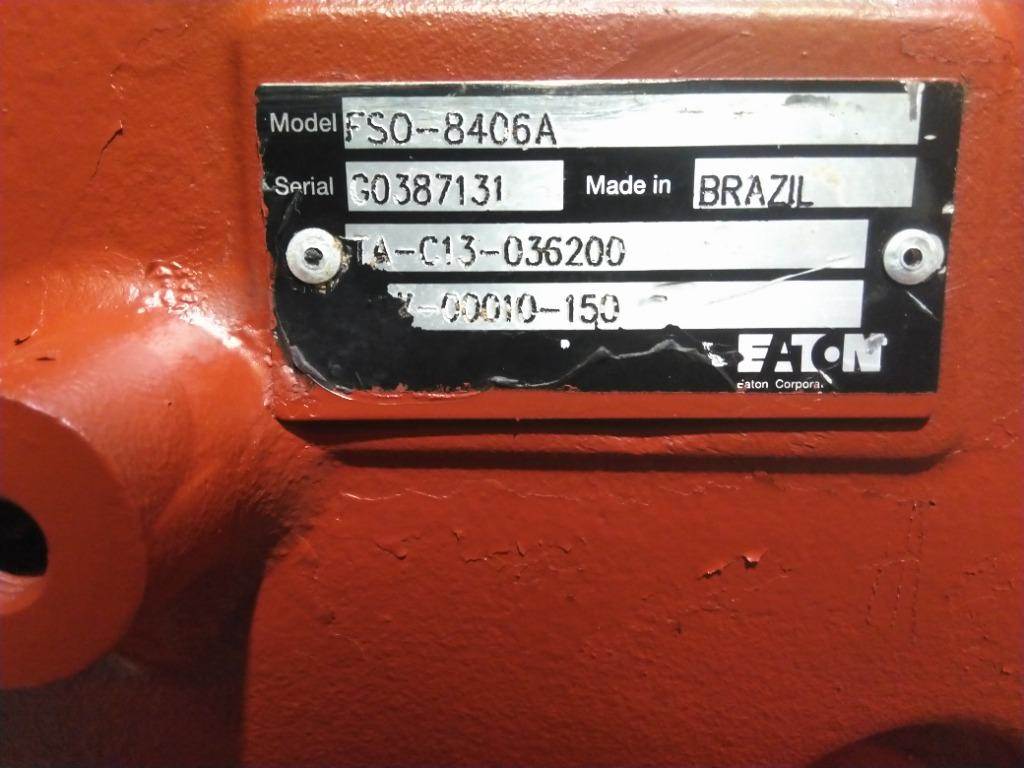 Model FSO-8406A
Serial G0387131 Made in BRAZIL
TA-C13-036200
-00010-150
EATON
Eaton Corpora